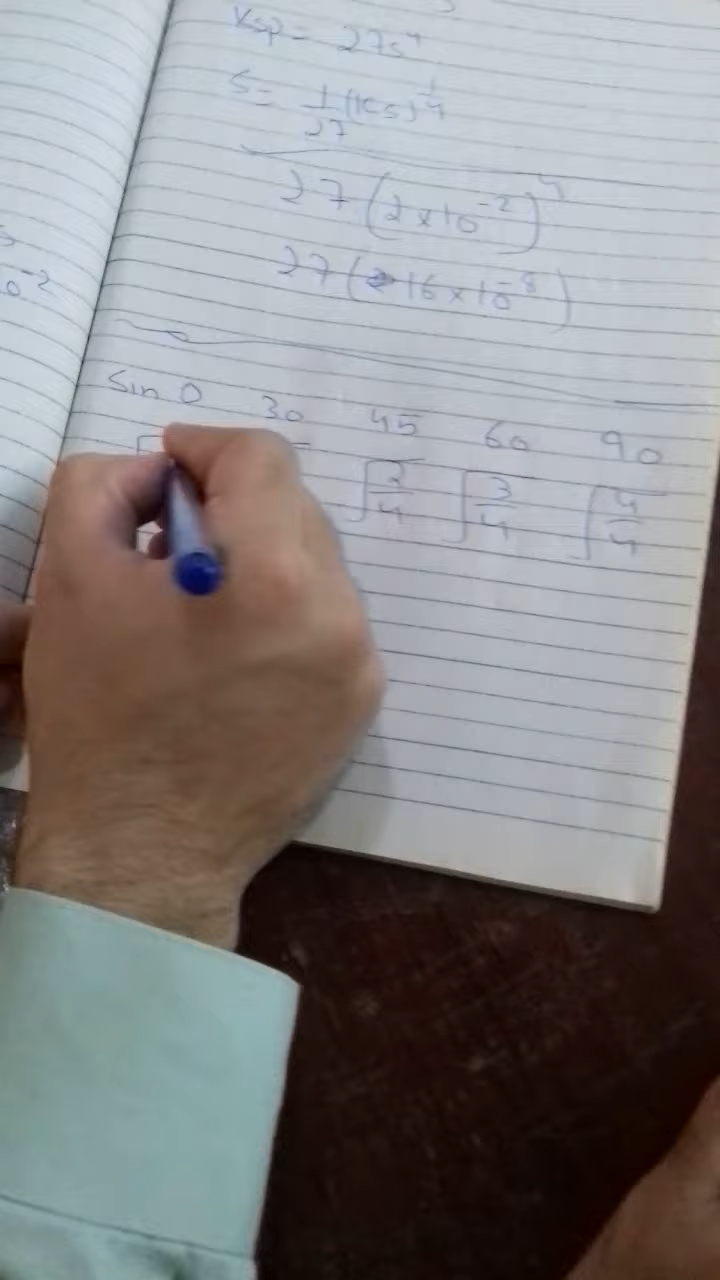 Ksp = 27s⁴
S = 1/27 (Ks)^1/4
27 (2 × 10⁻²)⁴
27 (16 × 10⁻⁸)
Sin 0 30 45 60 90
√2/4 √3/4 √4/4